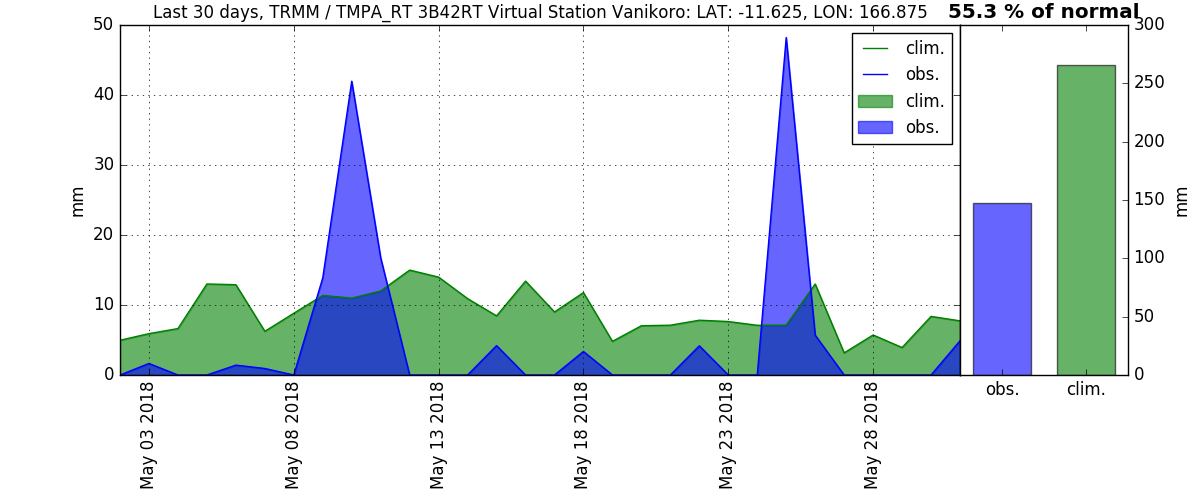 Last 30 days, TRMM / TMPA_RT 3B42RT Virtual Station Vanikoro: LAT: -11.625, LON: 166.875
55.3 % of normal
50
40
30
20
10
0
mm
clim.
obs.
clim.
obs.
May 03 2018
May 08 2018
May 13 2018
May 18 2018
May 23 2018
May 28 2018
300
250
200
150
100
50
0
mm
obs.
clim.